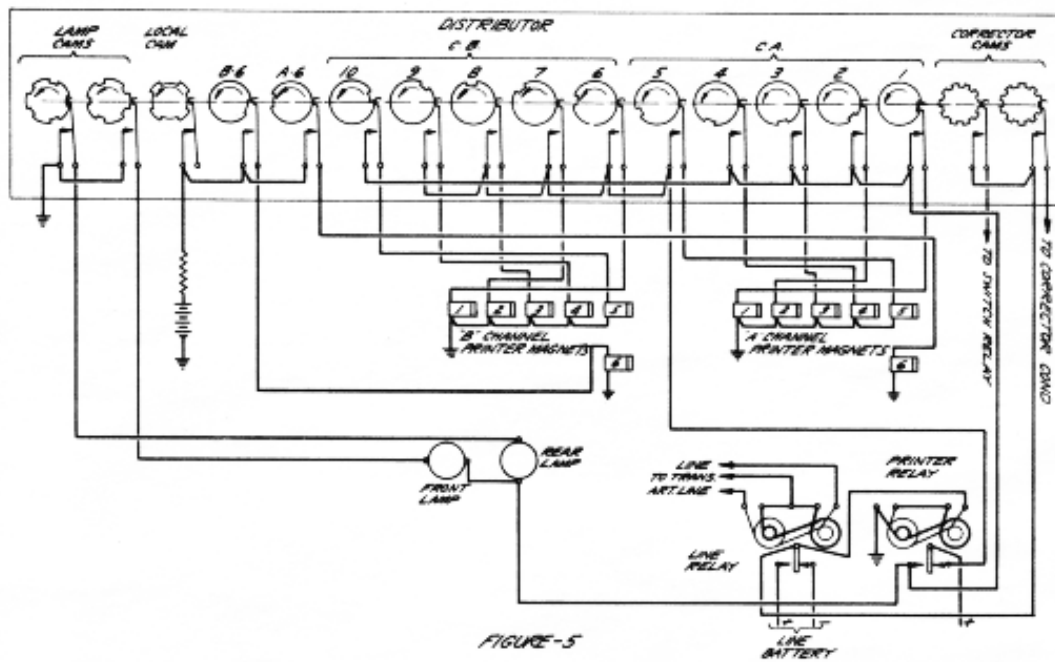 DISTRIBUTOR
LAMP CAMS
LOCAL CAM
C B.
C A.
CORRECTOR CAMS
B-6
A-6
10
9
8
7
6
5
4
3
2
1
1
2
3
4
5
"B" CHANNEL
PRINTER MAGNETS
6
1
2
3
4
5
"A" CHANNEL
PRINTER MAGNETS
6
TO SWITCH RELAY
TO CORRECTOR COND
REAR LAMP
FRONT LAMP
LINE
TO TRANS.
ART. LINE
PRINTER RELAY
LINE RELAY
+
-
+
LINE BATTERY
FIGURE-5